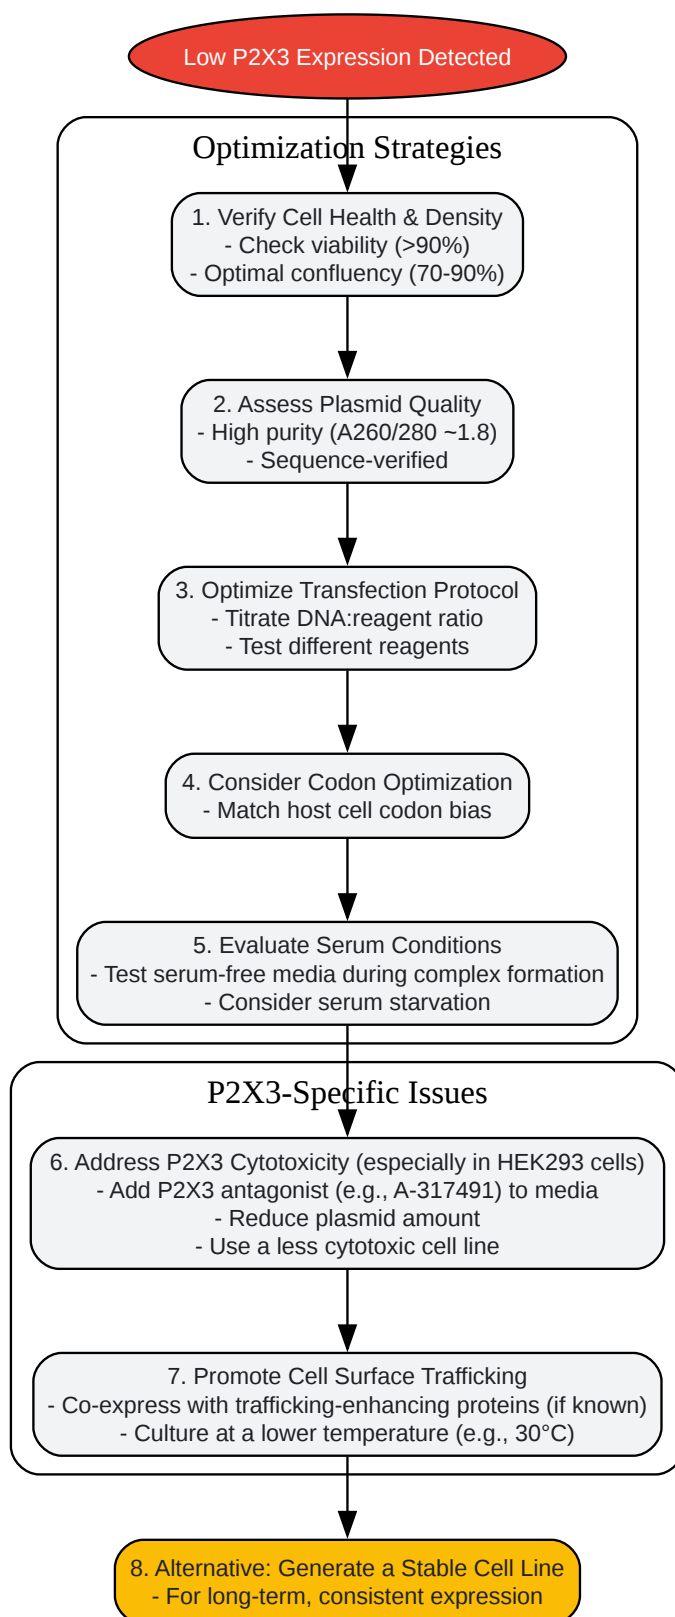 Low P2X3 Expression Detected
Optimization Strategies
1. Verify Cell Health & Density
- Check viability (>90%)
- Optimal confluency (70-90%)
2. Assess Plasmid Quality
- High purity (A260/280 ~1.8)
- Sequence-verified
3. Optimize Transfection Protocol
- Titrate DNA:reagent ratio
- Test different reagents
4. Consider Codon Optimization
- Match host cell codon bias
5. Evaluate Serum Conditions
- Test serum-free media during complex formation
- Consider serum starvation
P2X3-Specific Issues
6. Address P2X3 Cytotoxicity (especially in HEK293 cells)
- Add P2X3 antagonist (e.g., A-317491) to media
- Reduce plasmid amount
- Use a less cytotoxic cell line
7. Promote Cell Surface Trafficking
- Co-express with trafficking-enhancing proteins (if known)
- Culture at a lower temperature (e.g., 30°C)
8. Alternative: Generate a Stable Cell Line
- For long-term, consistent expression